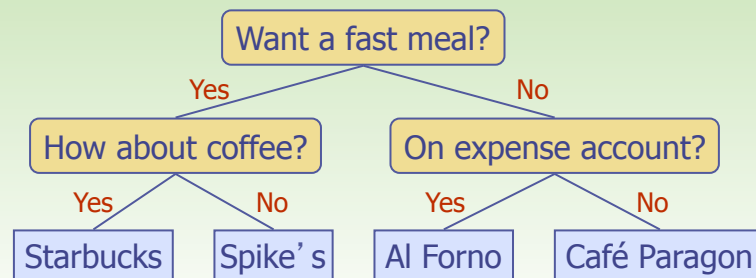 Want a fast meal?
Yes No
How about coffee? On expense account?
Yes No Yes No
Starbucks Spike's Al Forno Café Paragon